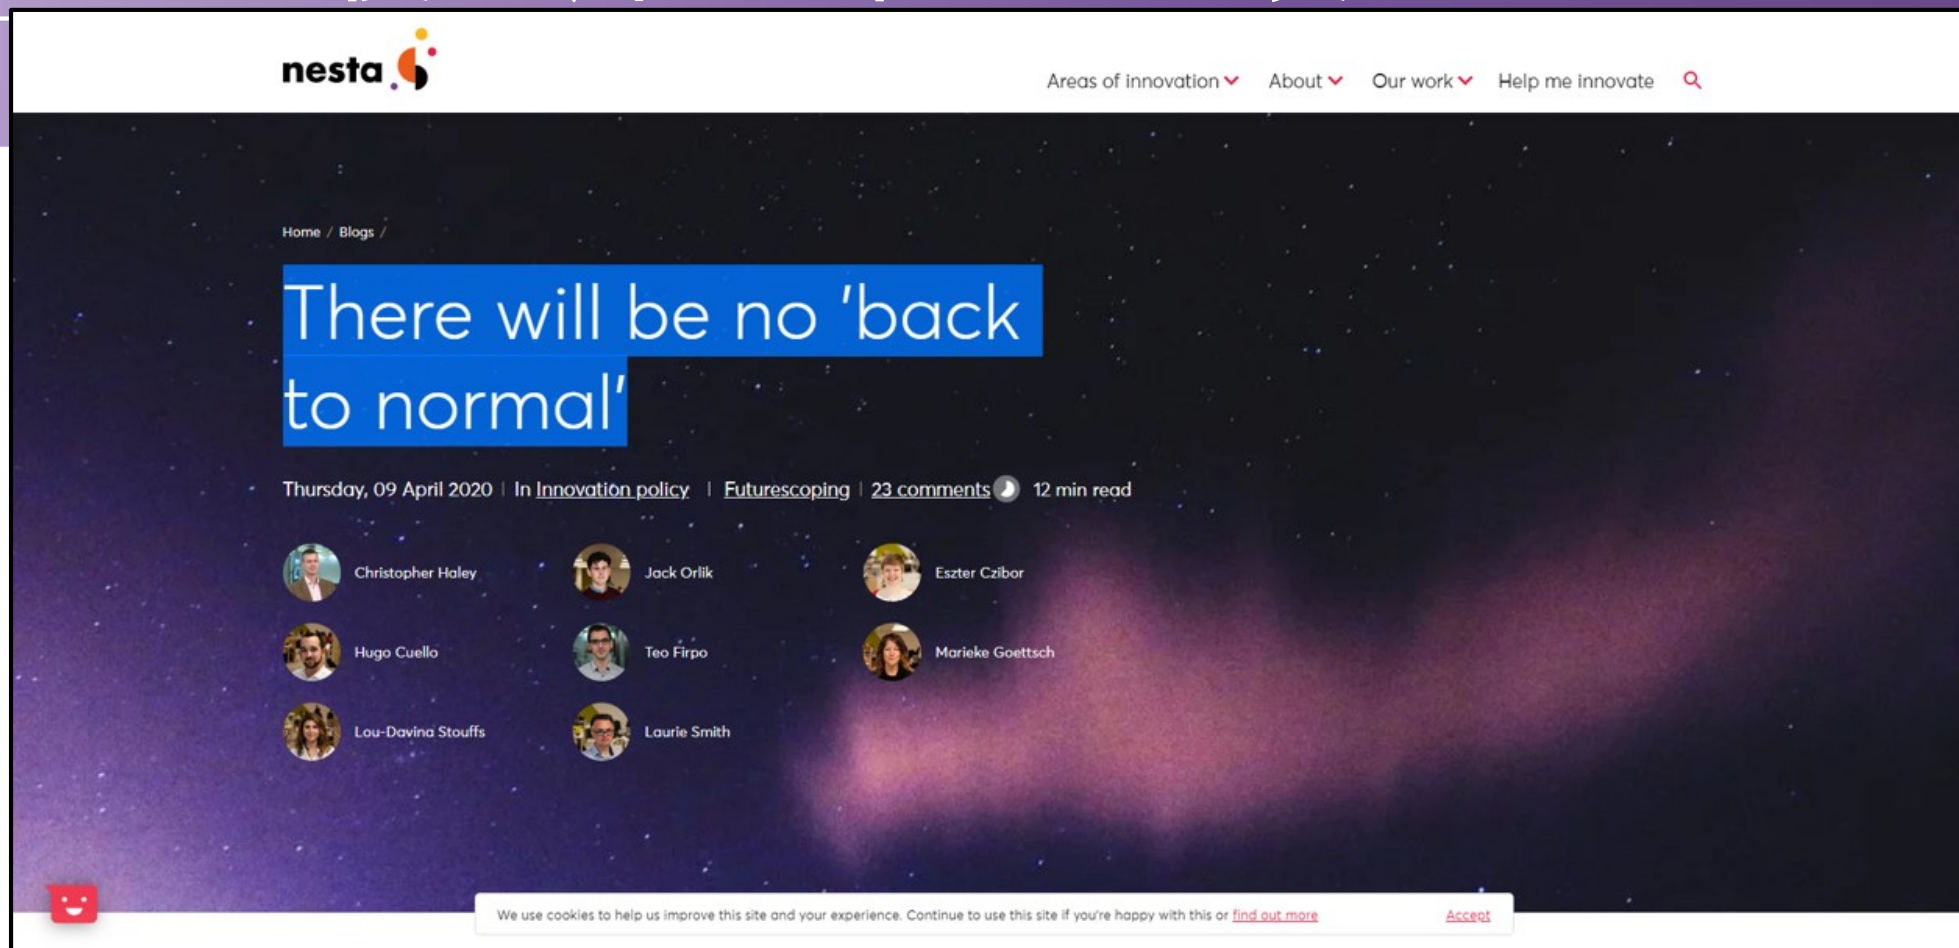 nesta
Areas of innovation About Our work Help me innovate
Home / Blogs /
There will be no 'back
to normal'
Thursday, 09 April 2020 | In Innovation policy | Futurescoping | 23 comments 12 min read
Christopher Haley Jack Orlik Eszter Czibor
Hugo Cuello Teo Firpo Marieke Goettsch
Lou-Davina Stouffs Laurie Smith
We use cookies to help us improve this site and your experience. Continue to use this site if you're happy with this or find out more Accept